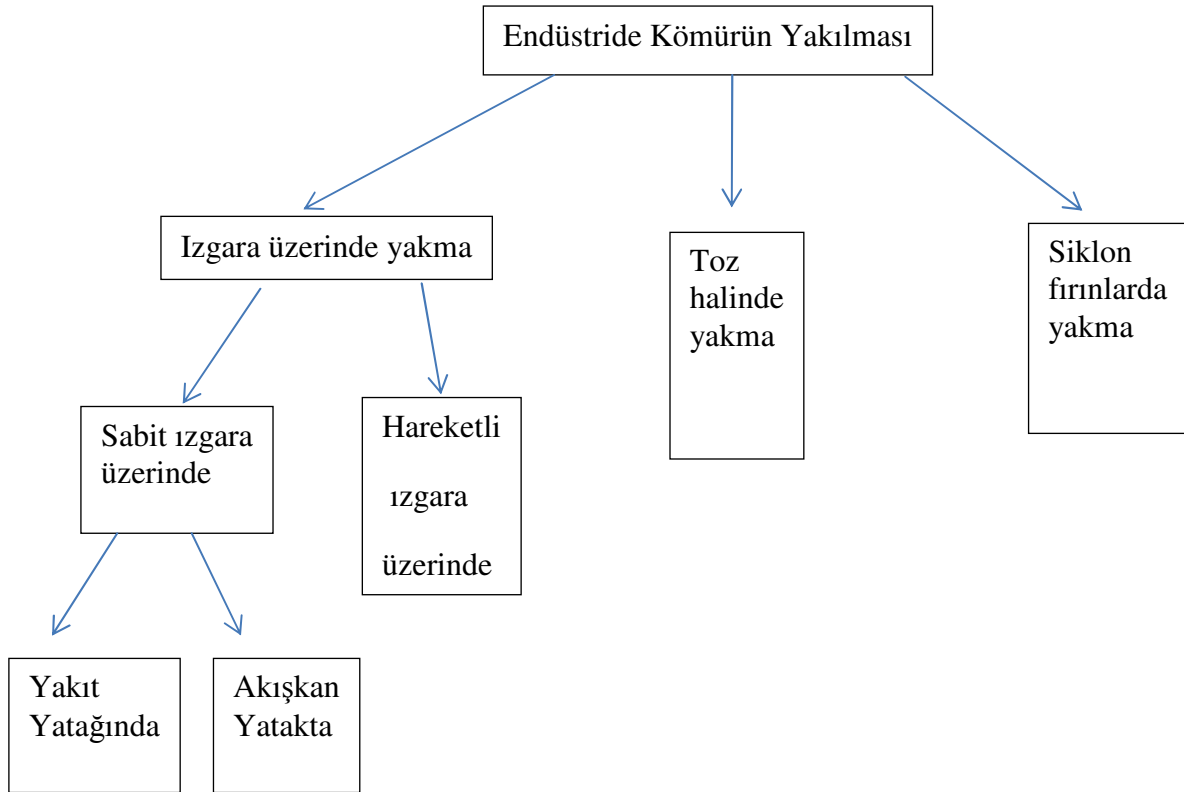 Endüstride Kömürün Yakılması
Izgara üzerinde yakma
Toz
halinde
yakma
Siklon
fırınlarda
yakma
Sabit ızgara
üzerinde
Hareketli
ızgara
üzerinde
Yakıt
Yatağında
Akışkan
Yatakta